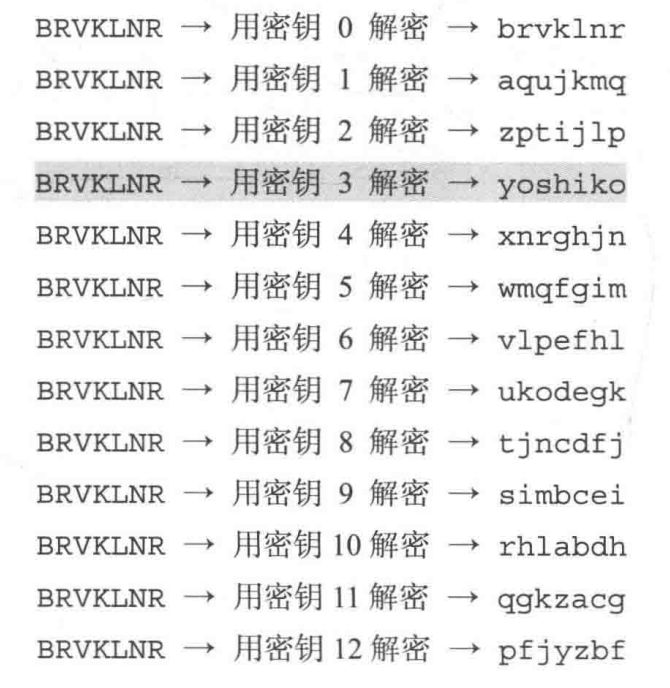 BRVKLNR → 用密钥 0 解密 → brvklnr
BRVKLNR → 用密钥 1 解密 → aqujkmq
BRVKLNR → 用密钥 2 解密 → zptijlp
BRVKLNR → 用密钥 3 解密 → yoshiko
BRVKLNR → 用密钥 4 解密 → xnrghjn
BRVKLNR → 用密钥 5 解密 → wmqfgim
BRVKLNR → 用密钥 6 解密 → vlpefhl
BRVKLNR → 用密钥 7 解密 → ukodegk
BRVKLNR → 用密钥 8 解密 → tjncdfj
BRVKLNR → 用密钥 9 解密 → simbcei
BRVKLNR → 用密钥 10 解密 → rhlabdh
BRVKLNR → 用密钥 11 解密 → qgkzacg
BRVKLNR → 用密钥 12 解密 → pfjyzbf